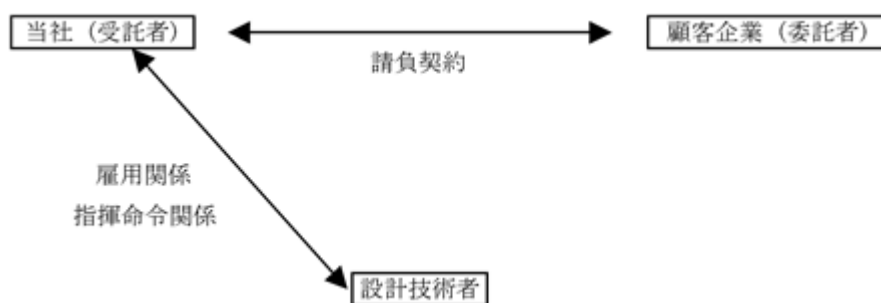 当社（受託者）
顧客企業（委託者）
請負契約
雇用関係
指揮命令関係
設計技術者